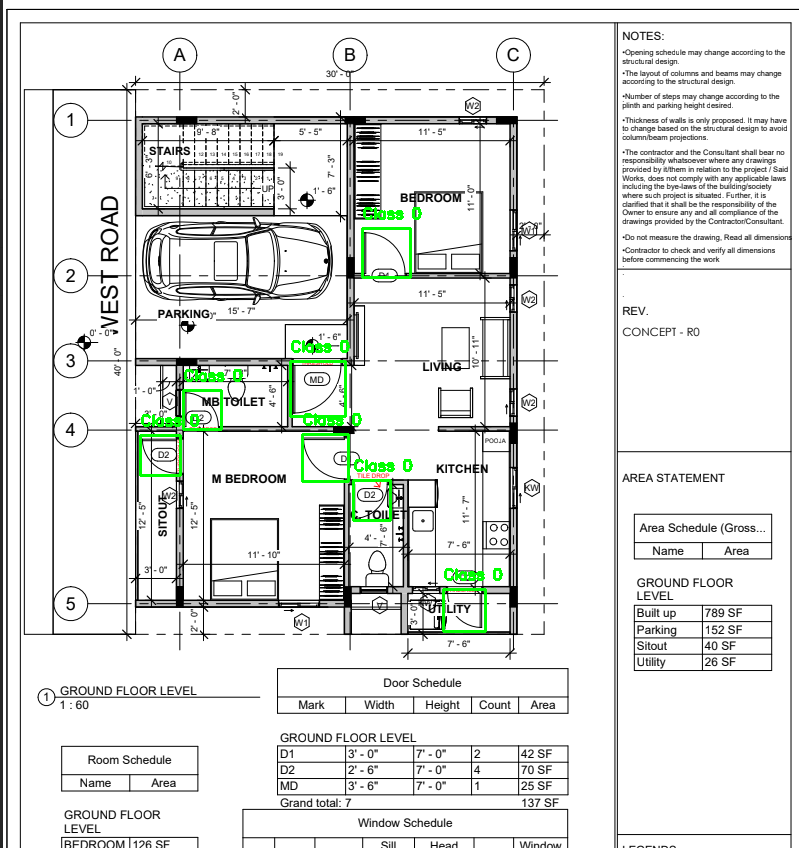 A
B
C
30' - 0"
2' - 0"
NOTES:
•Opening schedule may change according to the
structural design.
•The layout of columns and beams may change
according to the structural design.
•Number of steps may change according to the
plinth and parking height desired.
•Thickness of walls is only proposed. It may have
to change based on the structural design to avoid
column/beam projections.
•The contractor and the Consultant shall bear no
responsibility whatsoever where any drawings
provided by it/them in relation to the project / Said
Works, does not comply with any applicable laws
including the bye-laws of the building/society
where such project is situated. Further, it is
clarified that it shall be the responsibility of the
Owner to ensure any and all compliance of the
drawings provided by the Contractor/Consultant.
•Do not measure the drawing, Read all dimensions
•Contractor to check and verify all dimensions
before commencing the work
REV.
CONCEPT - R0
1
W2
9' - 8"
5' - 5"
11' - 5"
STAIRS
6' - 3"
7' - 3"
UP
3' - 0"
1' - 6"
BEDROOM
11' - 0"
Class 0
W1
WEST ROAD
2
11' - 5"
W2
PARKING
15' - 7"
0' - 0"
1' - 6"
40' - 0"
3
Class 0
LIVING
10' - 11"
Class 0
MD
4' - 6"
1' - 0"
V
MB TOILET
W2
Class 0
Class 0
4
D2
POOJA
Class 0
KITCHEN
TILE DROP
M BEDROOM
AREA STATEMENT
W2
D2
KW
SITOUT
12' - 5"
12' - 5"
C. TOILET
11' - 7"
7' - 6"
7' - 6"
11' - 10"
3' - 0"
Class 0
5
V
UTILITY
3' - 0"
W1
2' - 0"
7' - 6"
Area Schedule (Gross...
Name Area
GROUND FLOOR
LEVEL
Built up 789 SF
Parking 152 SF
Sitout 40 SF
Utility 26 SF
1 GROUND FLOOR LEVEL
1 : 60
Door Schedule
Mark Width Height Count Area
GROUND FLOOR LEVEL
D1 3' - 0" 7' - 0" 2 42 SF
D2 2' - 6" 7' - 0" 4 70 SF
MD 3' - 6" 7' - 0" 1 25 SF
Grand total: 7 137 SF
Room Schedule
Name Area
GROUND FLOOR
LEVEL
BEDROOM 126 SF
Window Schedule
Sill Head Window
LEGENDS